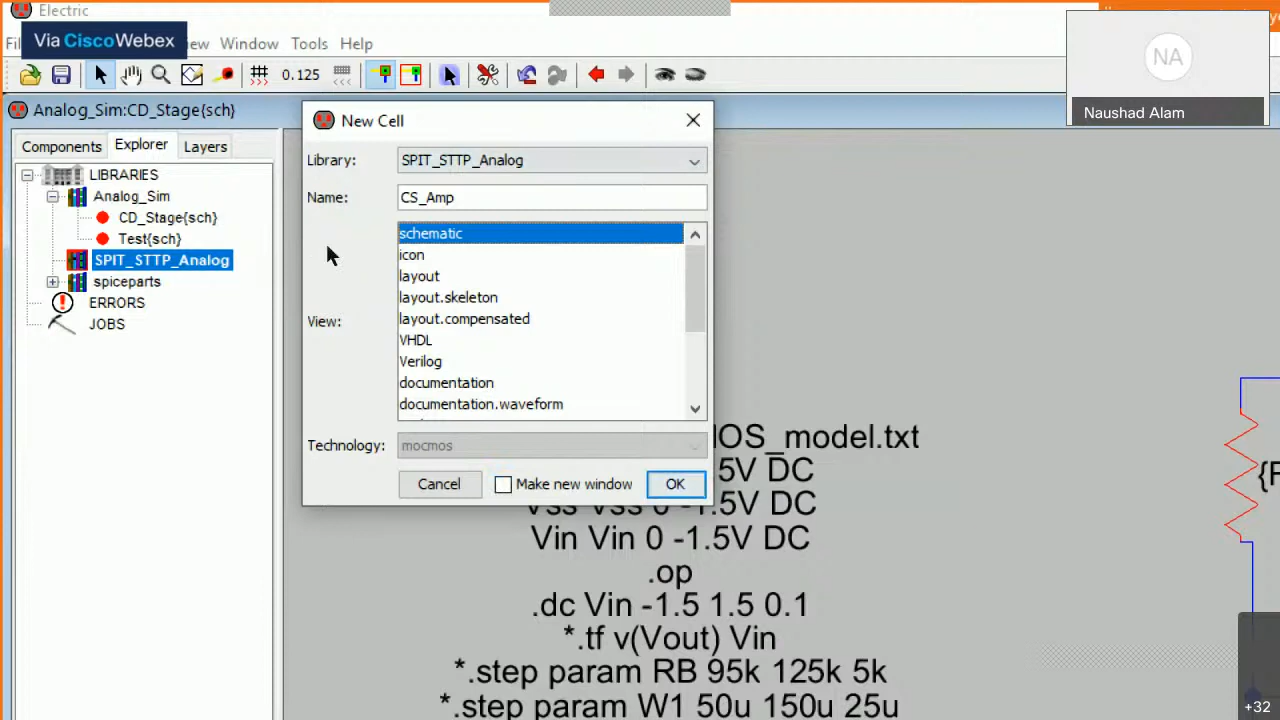 Electric
Via CiscoWebex
Window Tools Help
0.125
NA
Naushad Alam
Analog_Sim:CD_Stage{sch}
Components Explorer Layers
LIBRARIES
Analog_Sim
CD_Stage{sch}
Test{sch}
SPIT_STTP_Analog
spiceparts
ERRORS
JOBS
New Cell
Library: SPIT_STTP_Analog
Name: CS_Amp
View:
schematic
icon
layout
layout.skeleton
layout.compensated
VHDL
Verilog
documentation
documentation.waveform
Technology: mocmos
Cancel Make new window OK
OS_model.txt
5V DC
Vss Vss 0 -1.5V DC
Vin Vin 0 -1.5V DC
.op
.dc Vin -1.5 1.5 0.1
*.tf v(Vout) Vin
*.step param RB 95k 125k 5k
*.step param W1 50u 150u 25u
+32